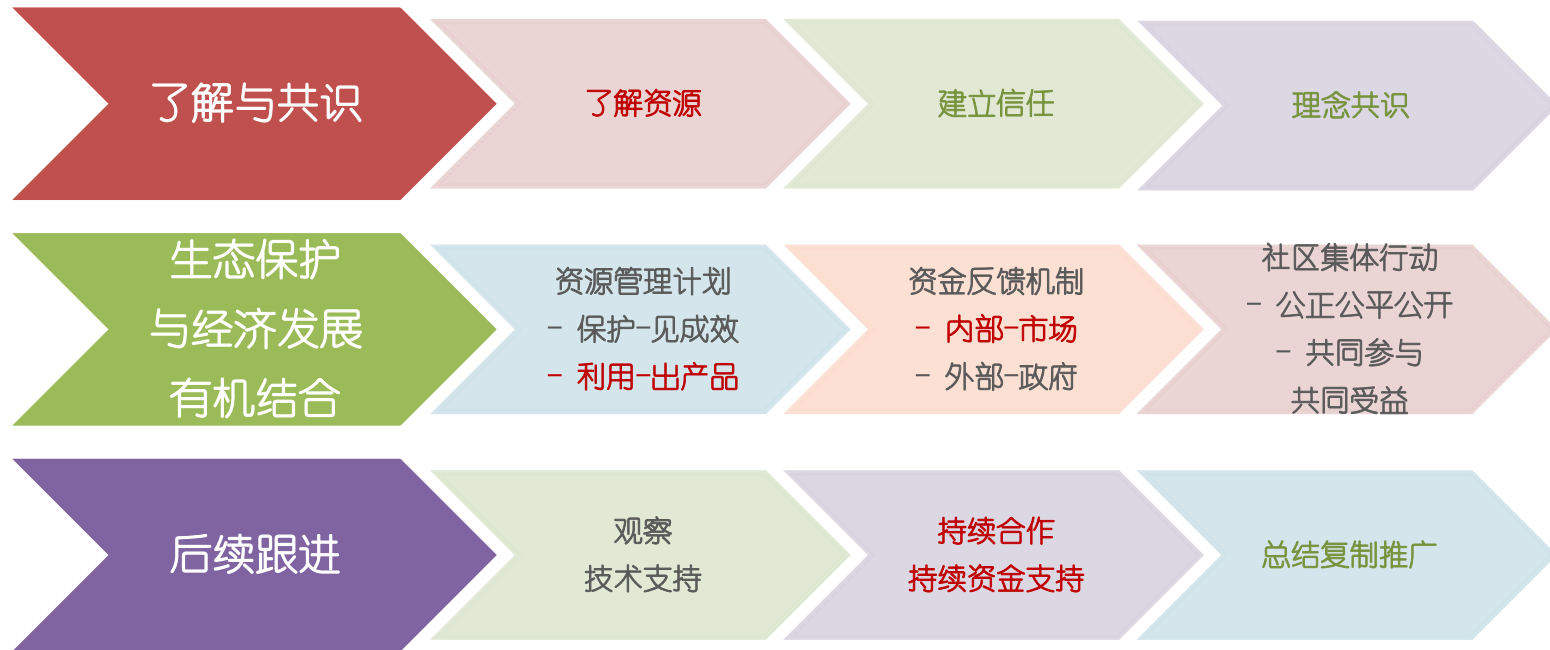 了解与共识
了解资源
建立信任
理念共识
生态保护
与经济发展
有机结合
资源管理计划
- 保护-见成效
- 利用-出产品
资金反馈机制
- 内部-市场
- 外部-政府
社区集体行动
- 公正公平公开
- 共同参与
共同受益
后续跟进
观察
技术支持
持续合作
持续资金支持
总结复制推广